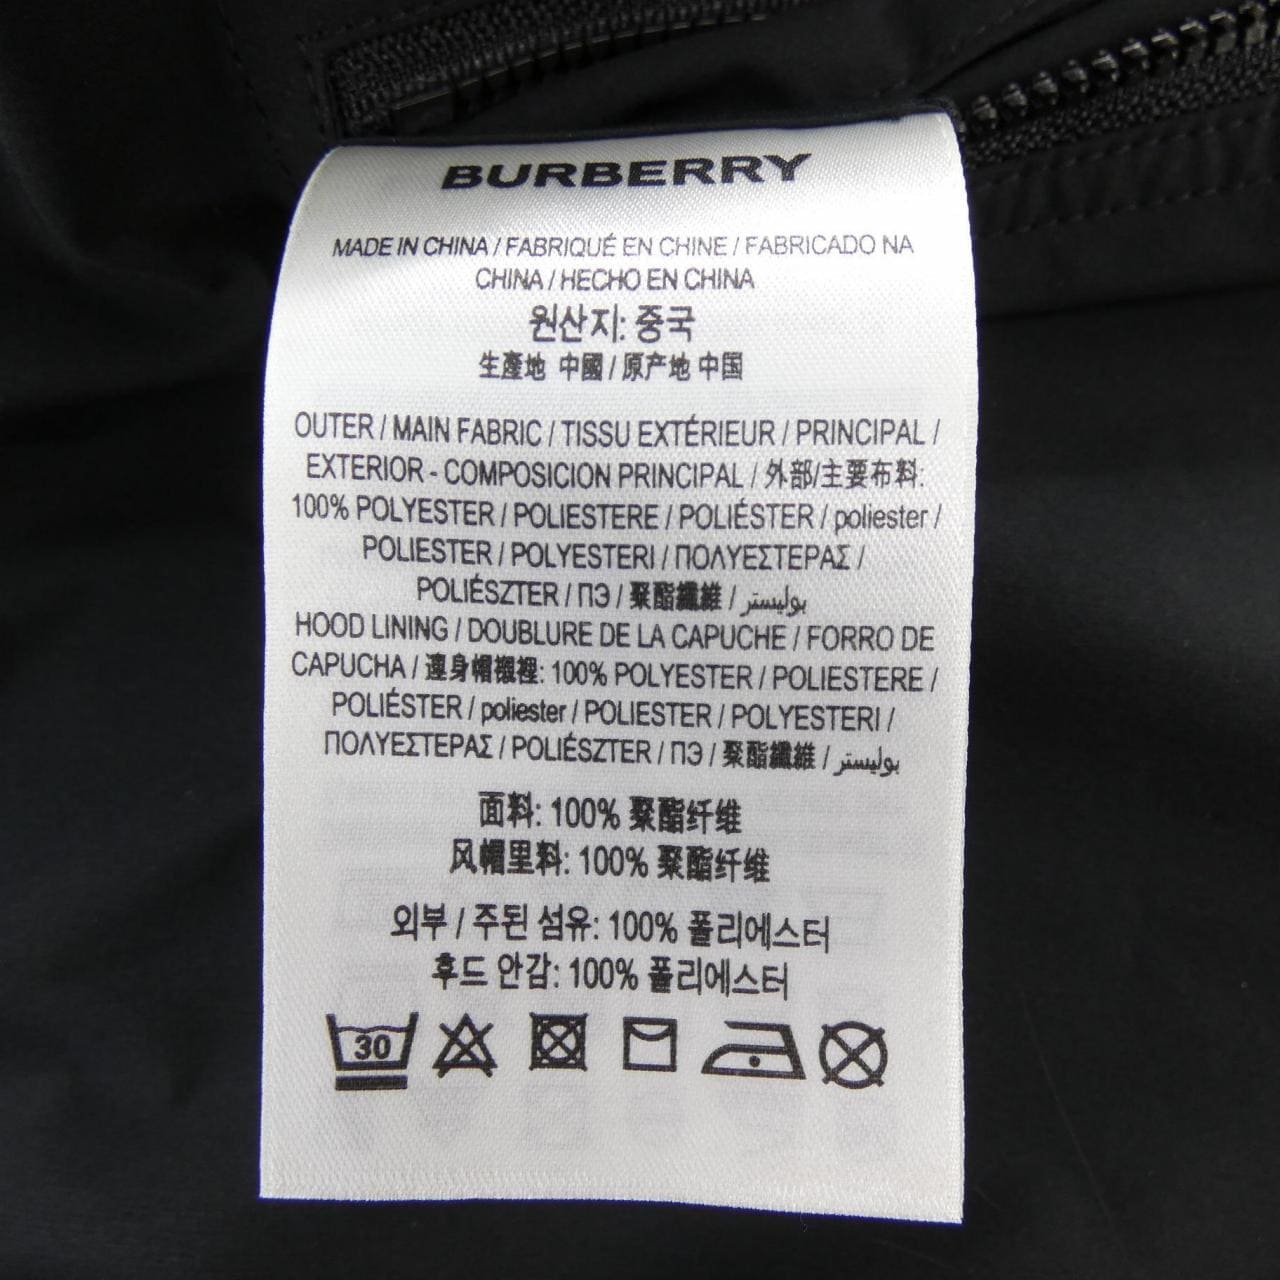 BURBERRY
MADE IN CHINA / FABRIQUÉ EN CHINE / FABRICADO NA
CHINA / HECHO EN CHINA
원산지: 중국
生產地 中國 / 原产地 中国
OUTER / MAIN FABRIC / TISSU EXTÉRIEUR / PRINCIPAL /
EXTERIOR - COMPOSICION PRINCIPAL / 外部/主要布料:
100% POLYESTER / POLIESTERE / POLIÉSTER / poliester /
POLIESTER / POLYESTERI / ΠΟΛΥΕΣΤΕΡΑΣ /
POLIÉSZTER / ПЭ / 聚酯纖維 / بوليستر
HOOD LINING / DOUBLURE DE LA CAPUCHE / FORRO DE
CAPUCHA / 連身帽襯裡: 100% POLYESTER / POLIESTERE /
POLIÉSTER / poliester / POLIESTER / POLYESTERI /
ΠΟΛΥΕΣΤΕΡΑΣ / POLIÉSZTER / ПЭ / 聚酯纖維 / بوليستر
面料: 100% 聚酯纤维
风帽里料: 100% 聚酯纤维
외부 / 주된 섬유: 100% 폴리에스터
후드 안감: 100% 폴리에스터
30